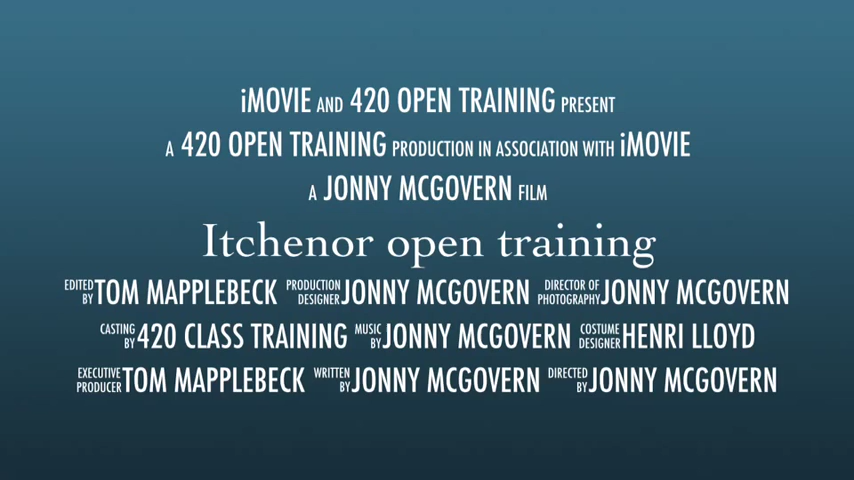 iMOVIE AND 420 OPEN TRAINING PRESENT
A 420 OPEN TRAINING PRODUCTION IN ASSOCIATION WITH iMOVIE
A JONNY MCGOVERN FILM
Itchenor open training
EDITED BY TOM MAPPLEBECK PRODUCTION DESIGNER JONNY MCGOVERN DIRECTOR OF PHOTOGRAPHY JONNY MCGOVERN
CASTING BY 420 CLASS TRAINING MUSIC BY JONNY MCGOVERN COSTUME DESIGNER HENRI LLOYD
EXECUTIVE PRODUCER TOM MAPPLEBECK WRITTEN BY JONNY MCGOVERN DIRECTED BY JONNY MCGOVERN